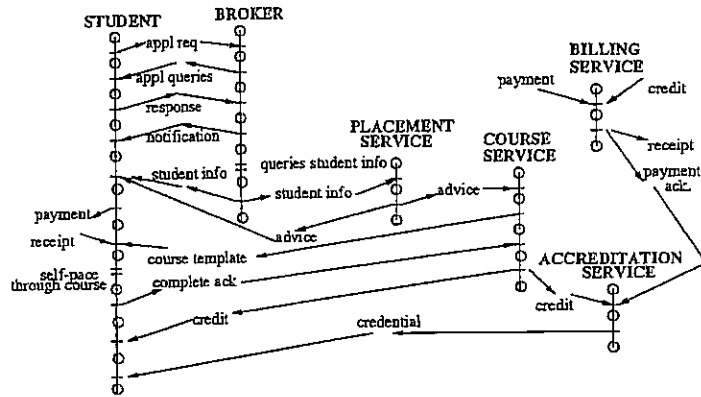 STUDENT
BROKER
appl req
appl queries
response
notification
student info
payment
receipt
self-pace
through course
student info
advice
course template
complete ack
credit
PLACEMENT
SERVICE
queries student info
advice
COURSE
SERVICE
BILLING
SERVICE
payment
credit
receipt
payment
ack.
ACCREDITATION
SERVICE
credit
credential